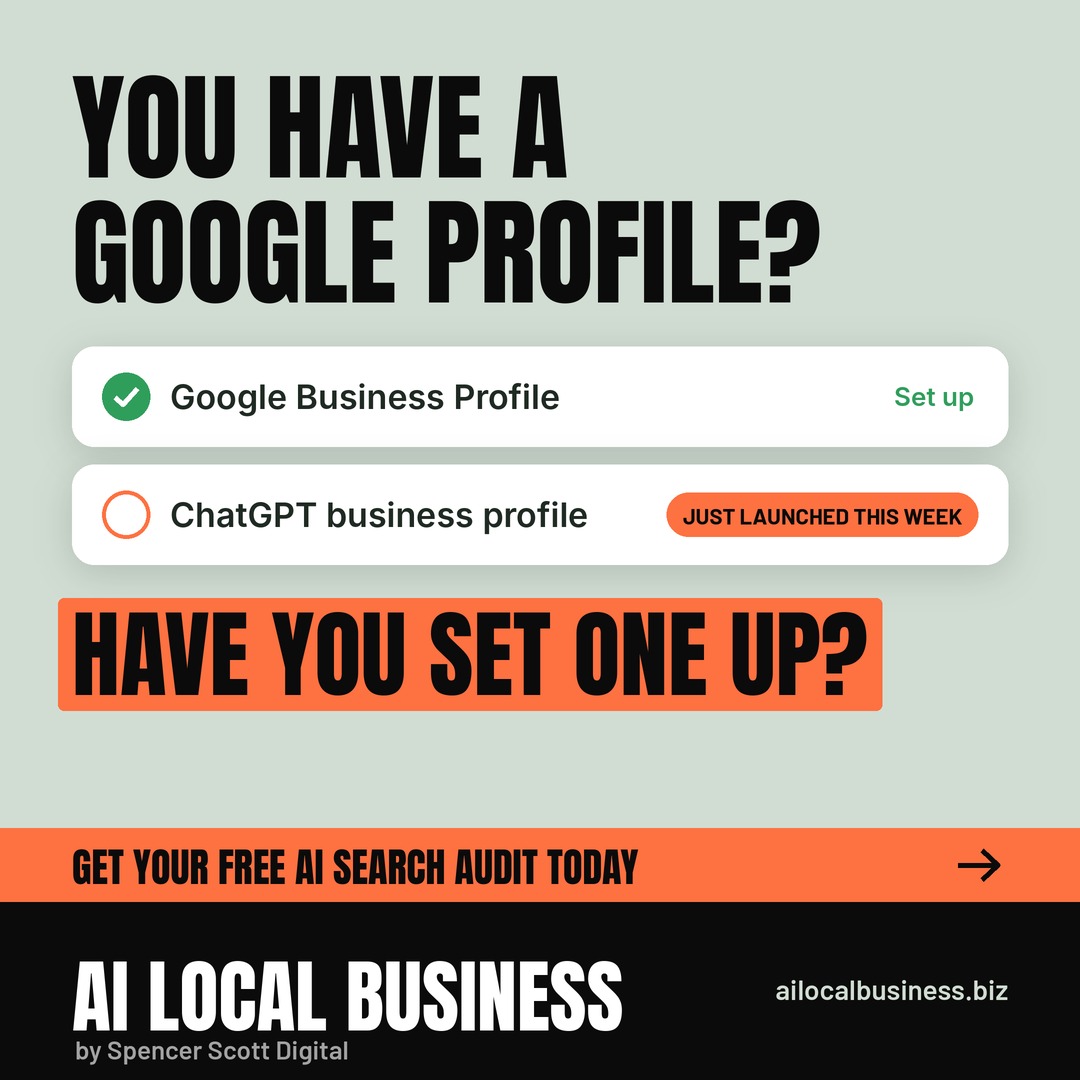 YOU HAVE A
GOOGLE PROFILE?
Google Business Profile Set up
ChatGPT business profile JUST LAUNCHED THIS WEEK
HAVE YOU SET ONE UP?
GET YOUR FREE AI SEARCH AUDIT TODAY →
AI LOCAL BUSINESS
ailocalbusiness.biz
by Spencer Scott Digital